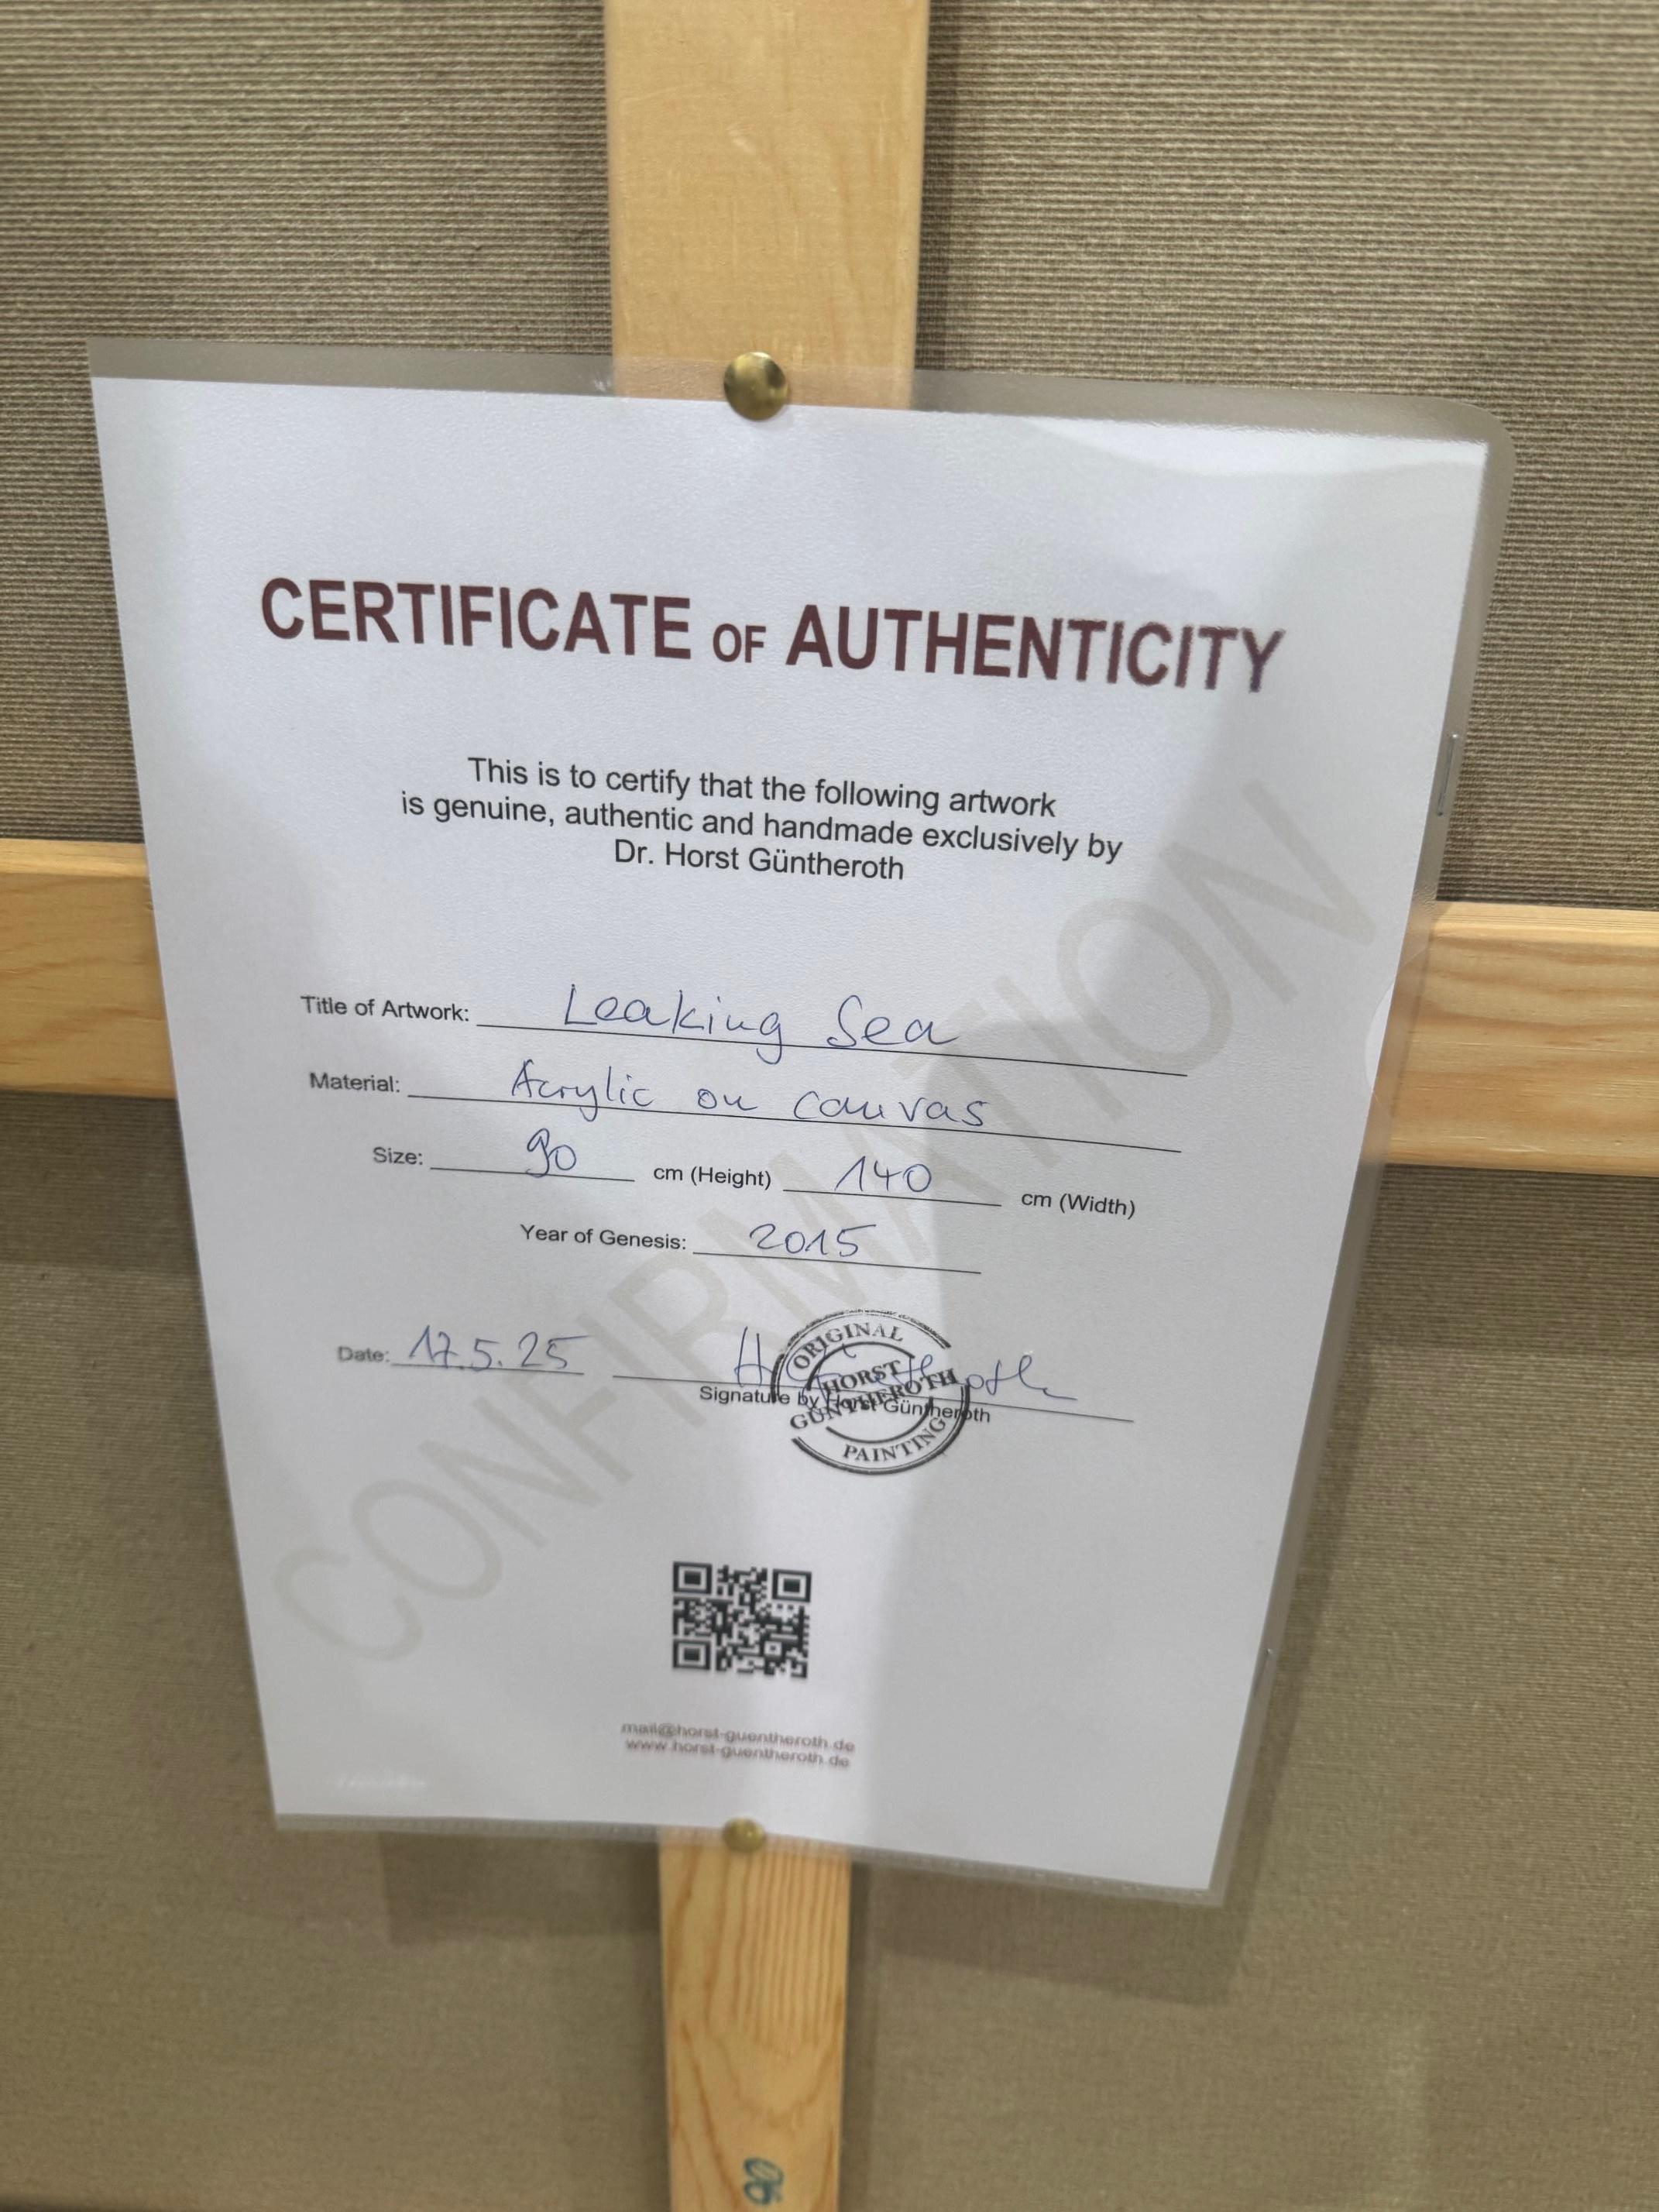 CERTIFICATE OF AUTHENTICITY
This is to certify that the following artwork
is genuine, authentic and handmade exclusively by
Dr. Horst Güntheroth
Title of Artwork: Leaking Sea
Material: Acrylic on canvas
Size: 90 cm (Height) 140 cm (Width)
Year of Genesis: 2015
Date: 17.5.25
Signature by Horst Güntheroth
ORIGINAL
HORST
GÜNTHEROTH
PAINTING
CONFIRMATION
mail@horst-guentheroth.de
www.horst-guentheroth.de